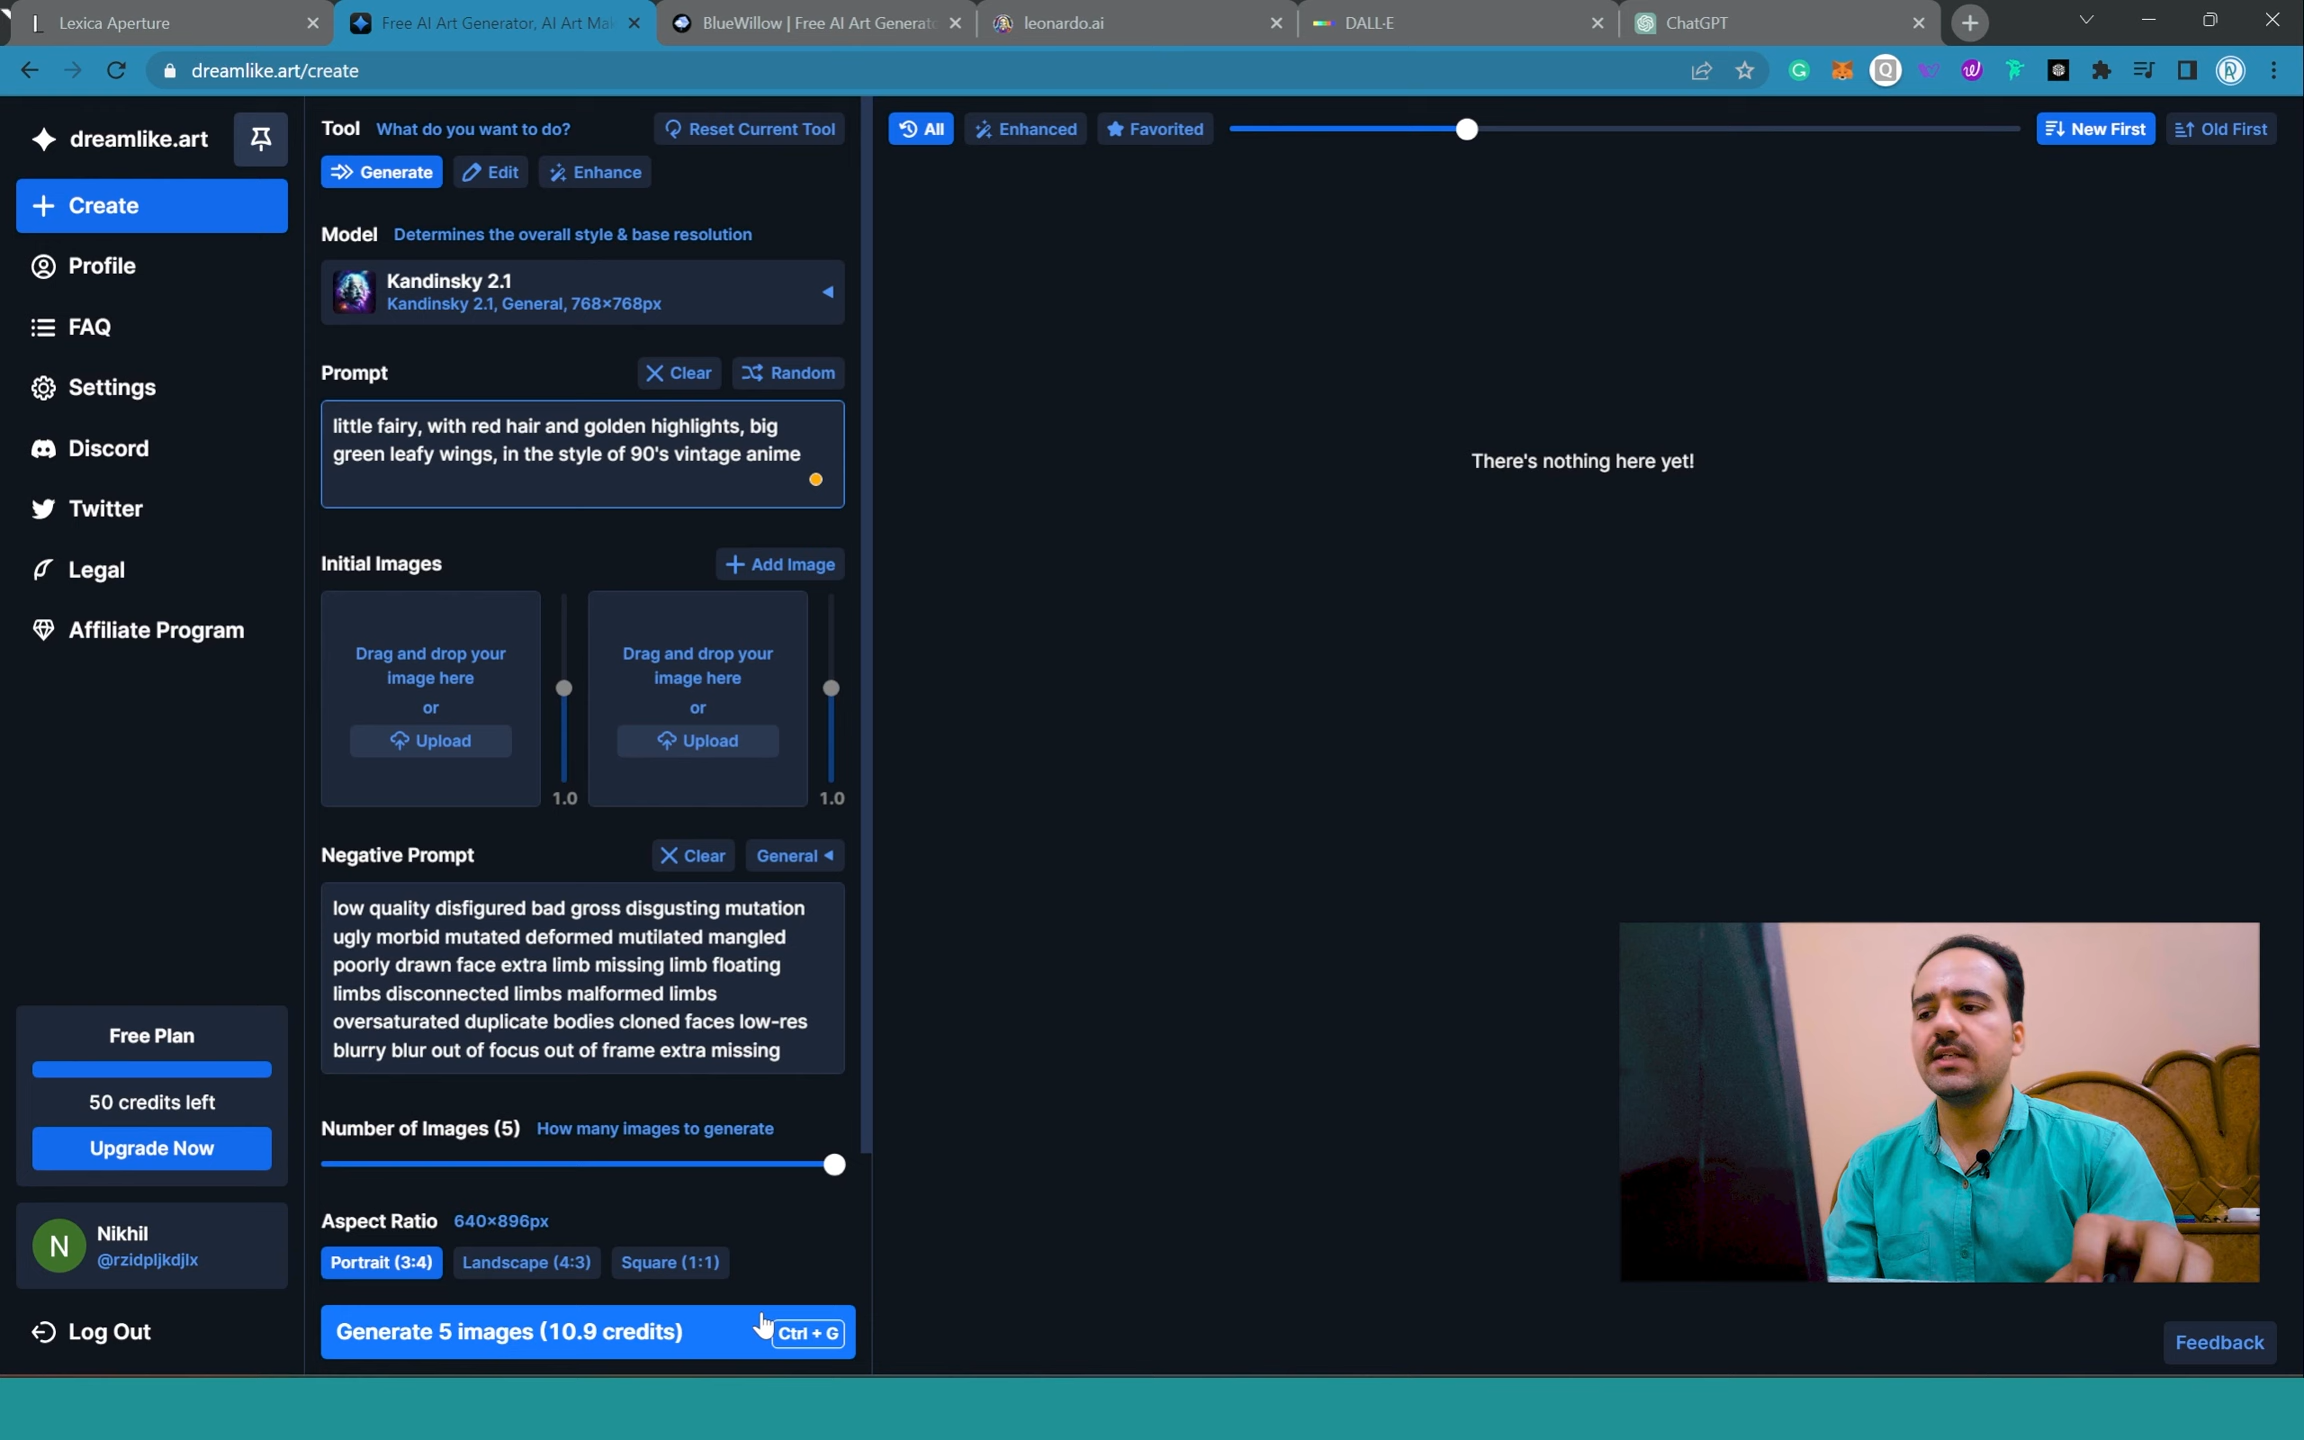 Lexica Aperture
Free AI Art Generator, AI Art Ma
BlueWillow | Free AI Art Generat
leonardo.ai
DALL·E
ChatGPT
dreamlike.art/create
dreamlike.art
Create
Profile
FAQ
Settings
Discord
Twitter
Legal
Affiliate Program
Free Plan
50 credits left
Upgrade Now
N
Nikhil
@rzidpljkdjlx
Log Out
Tool What do you want to do? Reset Current Tool
Generate Edit Enhance
Model Determines the overall style & base resolution
Kandinsky 2.1
Kandinsky 2.1, General, 768×768px
Prompt Clear Random
little fairy, with red hair and golden highlights, big
green leafy wings, in the style of 90's vintage anime
Initial Images Add Image
Drag and drop your
image here
or
Upload
1.0
Drag and drop your
image here
or
Upload
1.0
Negative Prompt Clear General
low quality disfigured bad gross disgusting mutation
ugly morbid mutated deformed mutilated mangled
poorly drawn face extra limb missing limb floating
limbs disconnected limbs malformed limbs
oversaturated duplicate bodies cloned faces low-res
blurry blur out of focus out of frame extra missing
Number of Images (5) How many images to generate
Aspect Ratio 640×896px
Portrait (3:4) Landscape (4:3) Square (1:1)
Generate 5 images (10.9 credits) Ctrl + G
All Enhanced Favorited New First Old First
There's nothing here yet!
Feedback